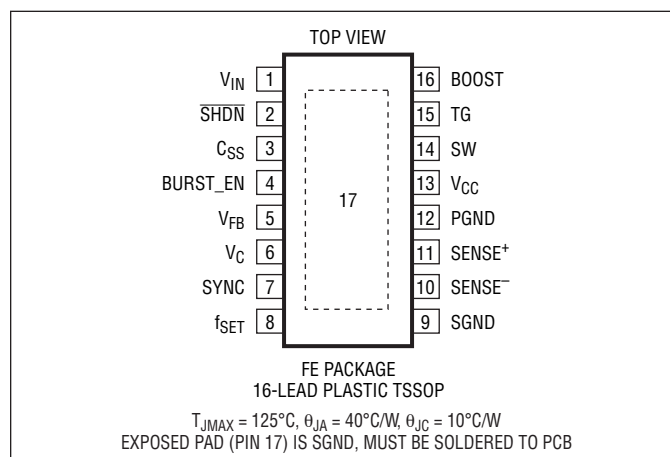 TOP VIEW
V_IN 1 16 BOOST
S̅H̅D̅N̅ 2 15 TG
C_SS 3 14 SW
BURST_EN 4 13 V_CC
17
V_FB 5 12 PGND
V_C 6 11 SENSE⁺
SYNC 7 10 SENSE⁻
f_SET 8 9 SGND
FE PACKAGE
16-LEAD PLASTIC TSSOP
T_JMAX = 125°C, θ_JA = 40°C/W, θ_JC = 10°C/W
EXPOSED PAD (PIN 17) IS SGND, MUST BE SOLDERED TO PCB